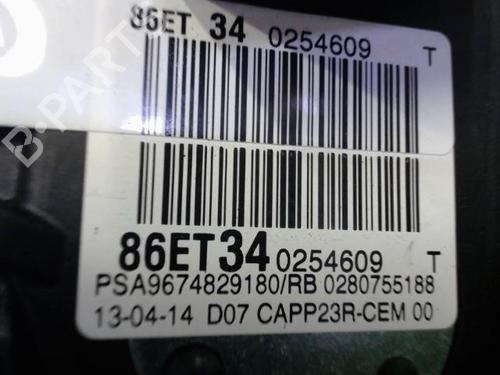 86ET 34 0254609 T
86ET34 0254609 T
PSA9674829180/RB 0280755188
13-04-14 D07 CAPP23R-CEM 00